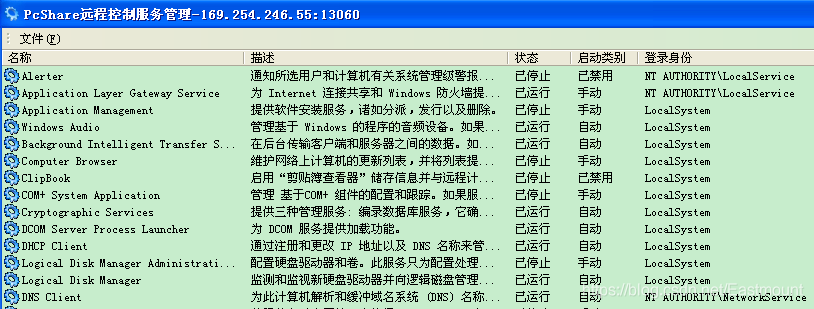 PcShare远程控制服务管理-169.254.246.55:13060
文件(F)
名称 描述 状态 启动类别 登录身份
Alerter 通知所选用户和计算机有关系统管理级警报... 已停止 已禁用 NT AUTHORITY\LocalService
Application Layer Gateway Service 为 Internet 连接共享和 Windows 防火墙提... 已运行 手动 NT AUTHORITY\LocalService
Application Management 提供软件安装服务,诸如分派,发行以及删除。 已停止 手动 LocalSystem
Windows Audio 管理基于 Windows 的程序的音频设备。如果... 已运行 自动 LocalSystem
Background Intelligent Transfer S... 在后台传输客户端和服务器之间的数据。如... 已运行 自动 LocalSystem
Computer Browser 维护网络上计算机的更新列表,并将列表提... 已停止 手动 LocalSystem
ClipBook 启用“剪贴簿查看器”储存信息并与远程计... 已停止 已禁用 LocalSystem
COM+ System Application 管理 基于COM+ 组件的配置和跟踪。如果服... 已停止 手动 LocalSystem
Cryptographic Services 提供三种管理服务: 编录数据库服务,它确... 已运行 自动 LocalSystem
DCOM Server Process Launcher 为 DCOM 服务提供加载功能。 已运行 自动 LocalSystem
DHCP Client 通过注册和更改 IP 地址以及 DNS 名称来管... 已运行 自动 LocalSystem
Logical Disk Manager Administrati... 配置硬盘驱动器和卷。此服务只为配置处理... 已停止 手动 LocalSystem
Logical Disk Manager 监测和监视新硬盘驱动器并向逻辑磁盘管理... 已运行 自动 LocalSystem
DNS Client 为此计算机解析和缓冲域名系统 (DNS) 名称... 已运行 自动 NT AUTHORITY\NetworkService
https://blog.csdn.net/Eastmount